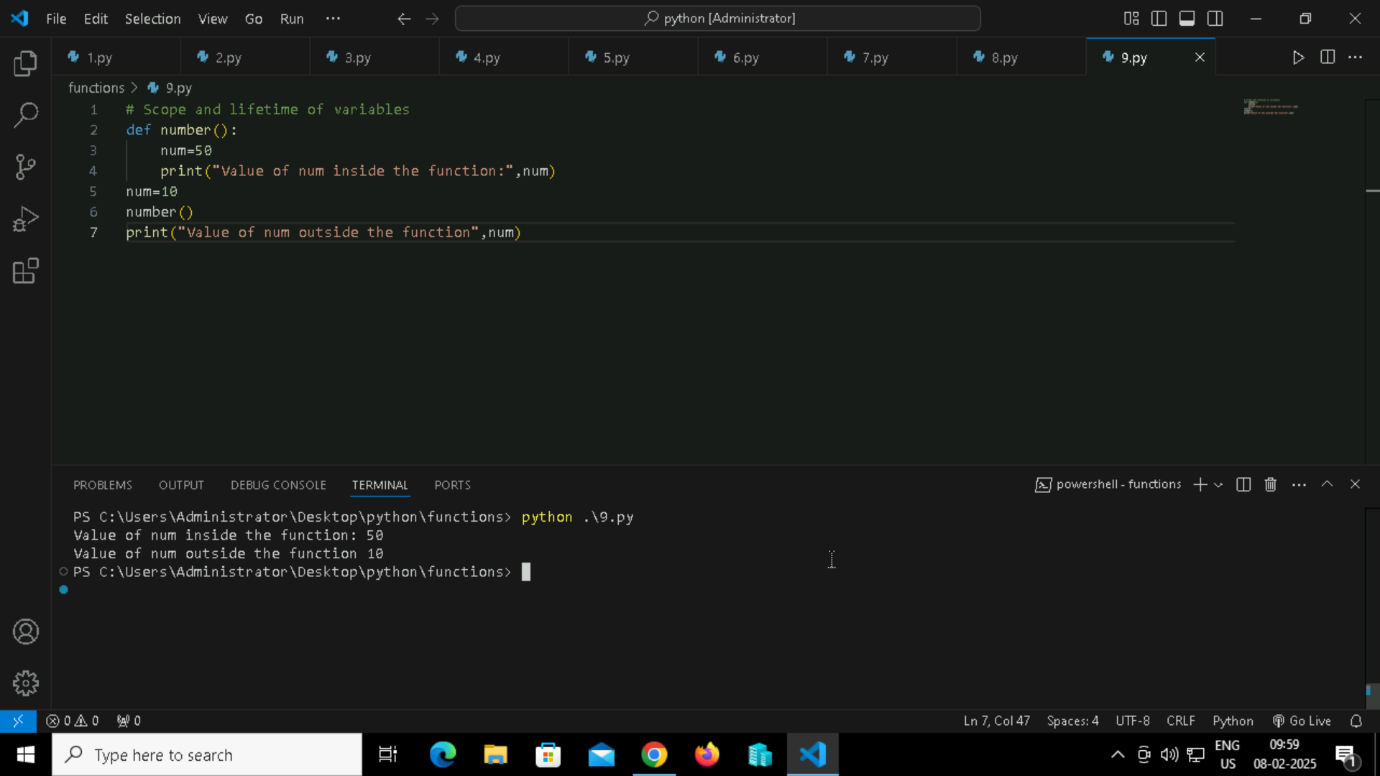 File Edit Selection View Go Run ··· python [Administrator]
1.py 2.py 3.py 4.py 5.py 6.py 7.py 8.py 9.py
functions > 9.py
1 # Scope and lifetime of variables
2 def number():
3 num=50
4 print("Value of num inside the function:",num)
5 num=10
6 number()
7 print("Value of num outside the function",num)
PROBLEMS OUTPUT DEBUG CONSOLE TERMINAL PORTS powershell - functions
PS C:\Users\Administrator\Desktop\python\functions> python .\9.py
Value of num inside the function: 50
Value of num outside the function 10
PS C:\Users\Administrator\Desktop\python\functions>
0 0 0 Ln 7, Col 47 Spaces: 4 UTF-8 CRLF Python Go Live
Type here to search ENG 09:59
US 08-02-2025 1